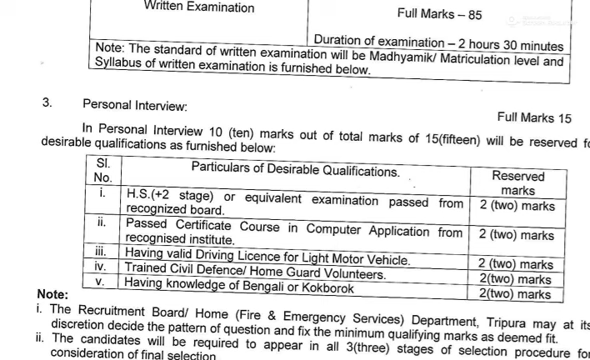 Written Examination
Full Marks – 85
Duration of examination – 2 hours 30 minutes
Note: The standard of written examination will be Madhyamik/ Matriculation level and
Syllabus of written examination is furnished below.
3. Personal Interview:
Full Marks 15
In Personal Interview 10 (ten) marks out of total marks of 15(fifteen) will be reserved fo
desirable qualifications as furnished below:
Sl. No. Particulars of Desirable Qualifications. Reserved marks
i. H.S.(+2 stage) or equivalent examination passed from 2 (two) marks
recognized board.
ii. Passed Certificate Course in Computer Application from 2 (two) marks
recognised institute.
iii. Having valid Driving Licence for Light Motor Vehicle. 2 (two) marks
iv. Trained Civil Defence/ Home Guard Volunteers. 2(two) marks
v. Having knowledge of Bengali or Kokborok 2(two) marks
Note:
i. The Recruitment Board/ Home (Fire & Emergency Services) Department, Tripura may at its
discretion decide the pattern of question and fix the minimum qualifying marks as deemed fit.
ii. The candidates will be required to appear in all 3(three) stages of selection procedure for
consideration of final selection